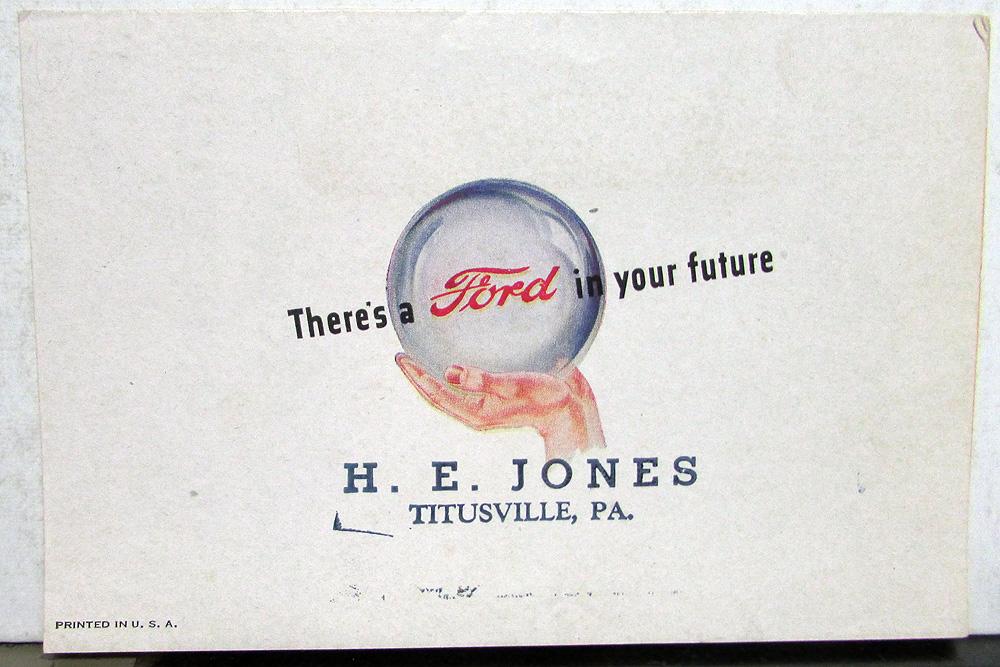 There's a Ford in your future
H. E. JONES
TITUSVILLE, PA.
PRINTED IN U. S. A.